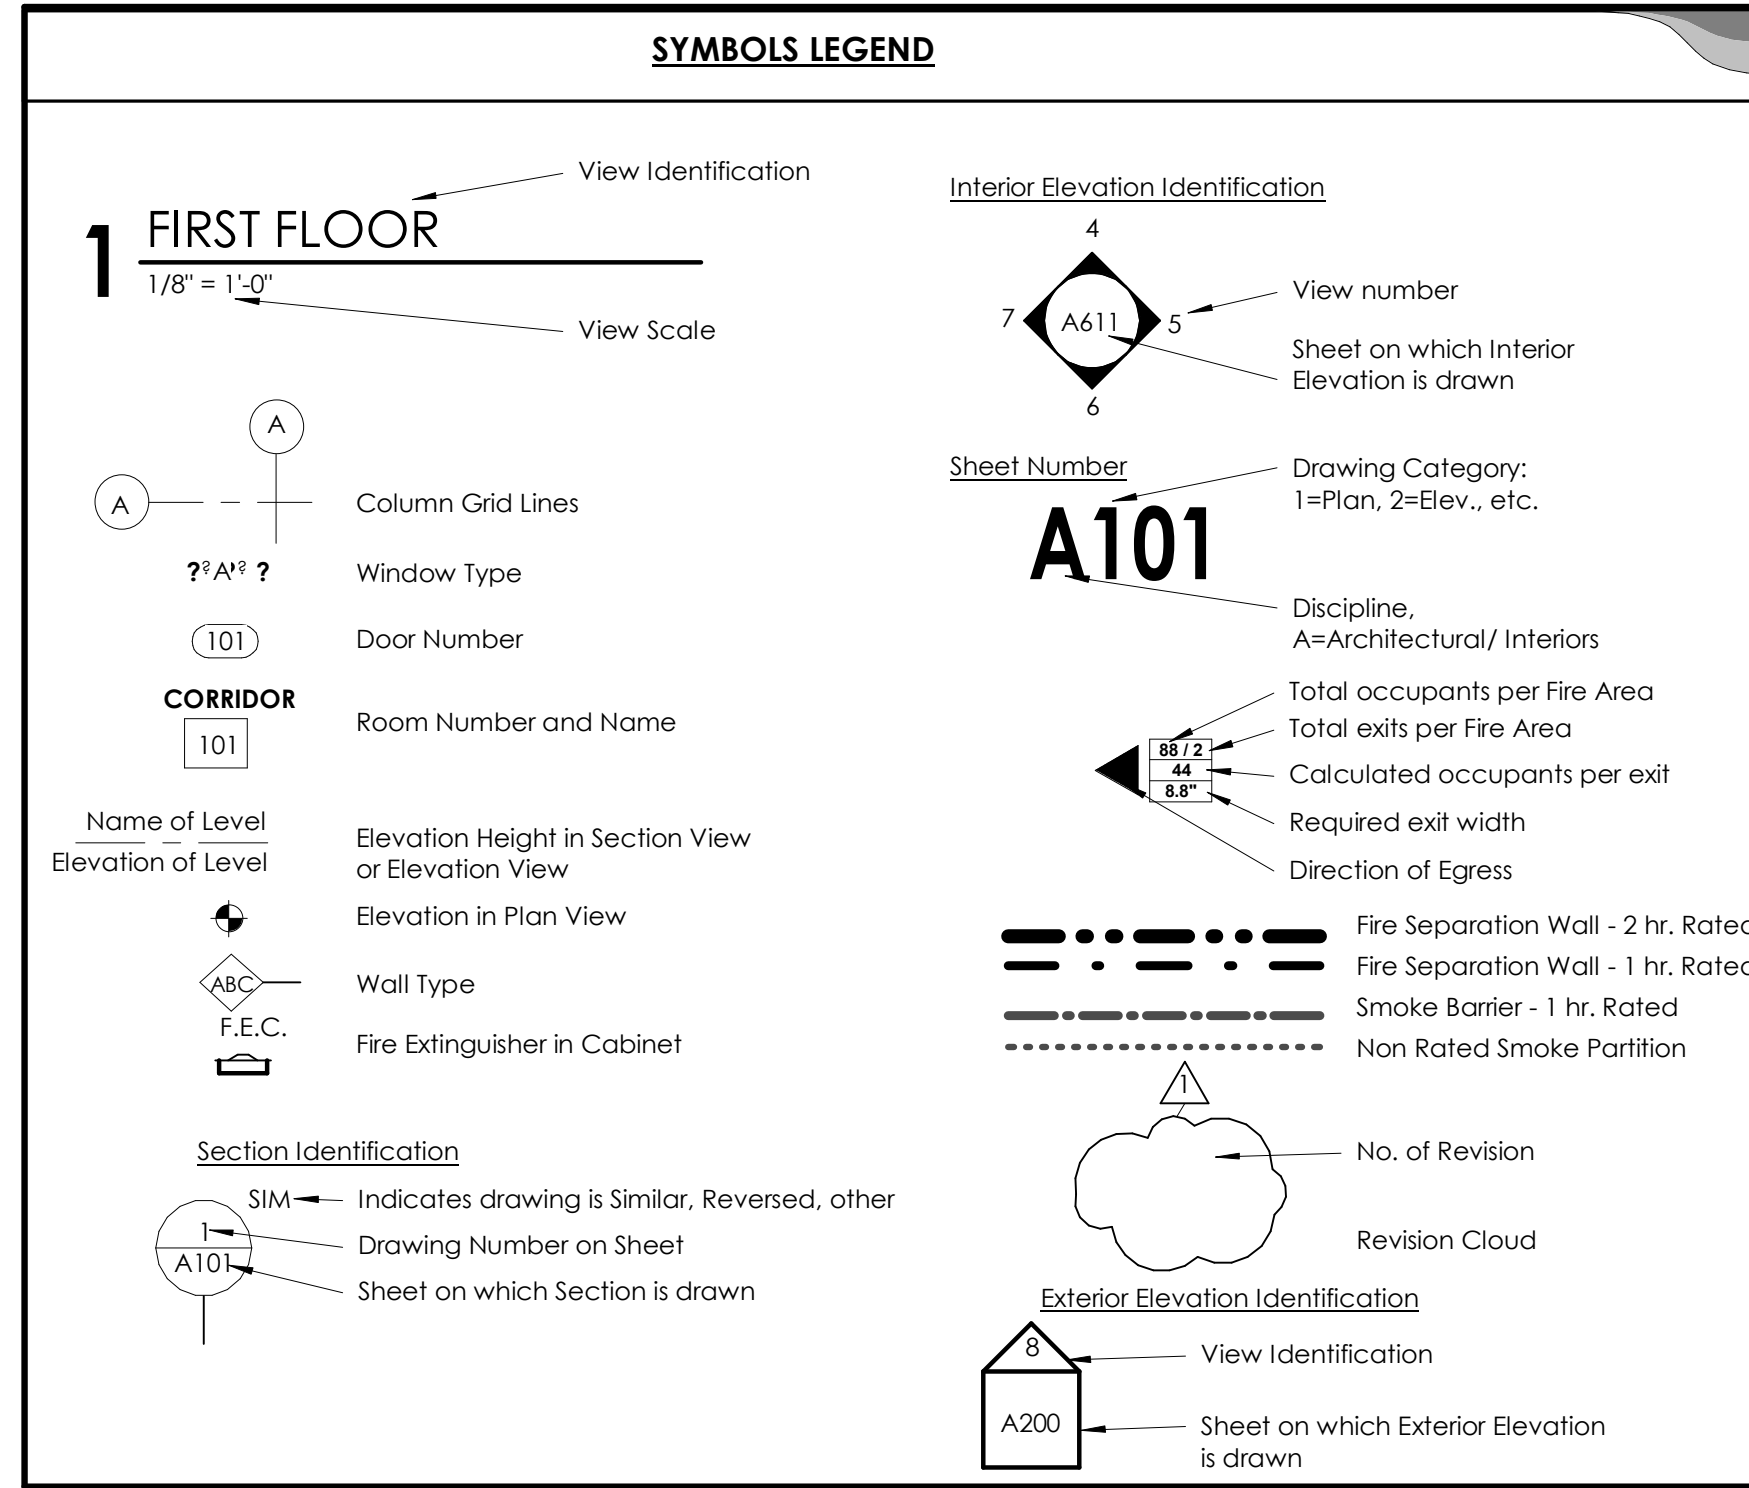 SYMBOLS LEGEND
View Identification
1 FIRST FLOOR
1/8" = 1'-0"
View Scale
A
A
Column Grid Lines
??A'? ?
Window Type
101
Door Number
CORRIDOR
101
Room Number and Name
Name of Level
Elevation of Level
Elevation Height in Section View
or Elevation View
Elevation in Plan View
ABC
Wall Type
F.E.C.
Fire Extinguisher in Cabinet
Section Identification
SIM
Indicates drawing is Similar, Reversed, other
1
Drawing Number on Sheet
A101
Sheet on which Section is drawn
Interior Elevation Identification
4
7
A611
5
6
View number
Sheet on which Interior
Elevation is drawn
Sheet Number
Drawing Category:
1=Plan, 2=Elev., etc.
A101
Discipline,
A=Architectural/ Interiors
Total occupants per Fire Area
Total exits per Fire Area
88 / 2
44
8.8"
Calculated occupants per exit
Required exit width
Direction of Egress
Fire Separation Wall - 2 hr. Rated
Fire Separation Wall - 1 hr. Rated
Smoke Barrier - 1 hr. Rated
Non Rated Smoke Partition
1
No. of Revision
Revision Cloud
Exterior Elevation Identification
8
View Identification
A200
Sheet on which Exterior Elevation
is drawn